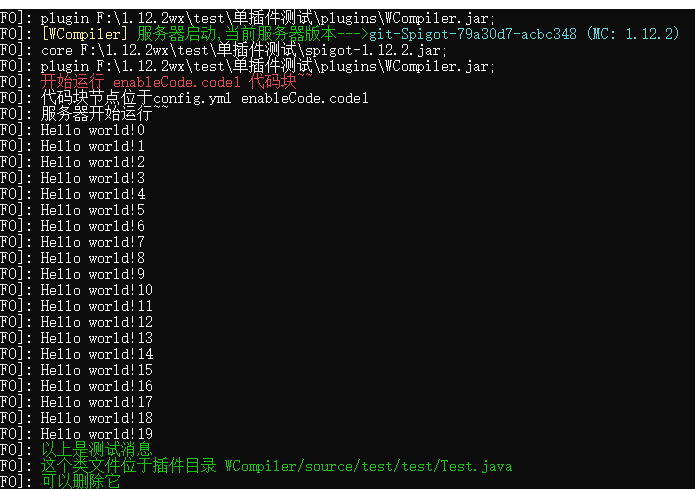 FO]: plugin F:\1.12.2wx\test\单插件测试\plugins\WCompiler.jar;
FO]: [WCompiler] 服务器启动,当前服务器版本--->git-Spigot-79a30d7-acbc348 (MC: 1.12.2)
FO]: core F:\1.12.2wx\test\单插件测试\spigot-1.12.2.jar;
FO]: plugin F:\1.12.2wx\test\单插件测试\plugins\WCompiler.jar;
FO]: 开始运行 enableCode.code1 代码块~~
FO]: 代码块节点位于config.yml enableCode.code1
FO]: 服务器开始运行~~
FO]: Hello world!0
FO]: Hello world!1
FO]: Hello world!2
FO]: Hello world!3
FO]: Hello world!4
FO]: Hello world!5
FO]: Hello world!6
FO]: Hello world!7
FO]: Hello world!8
FO]: Hello world!9
FO]: Hello world!10
FO]: Hello world!11
FO]: Hello world!12
FO]: Hello world!13
FO]: Hello world!14
FO]: Hello world!15
FO]: Hello world!16
FO]: Hello world!17
FO]: Hello world!18
FO]: Hello world!19
FO]: 以上是测试消息
FO]: 这个类文件位于插件目录 WCompiler/source/test/test/Test.java
FO]: 可以删除它